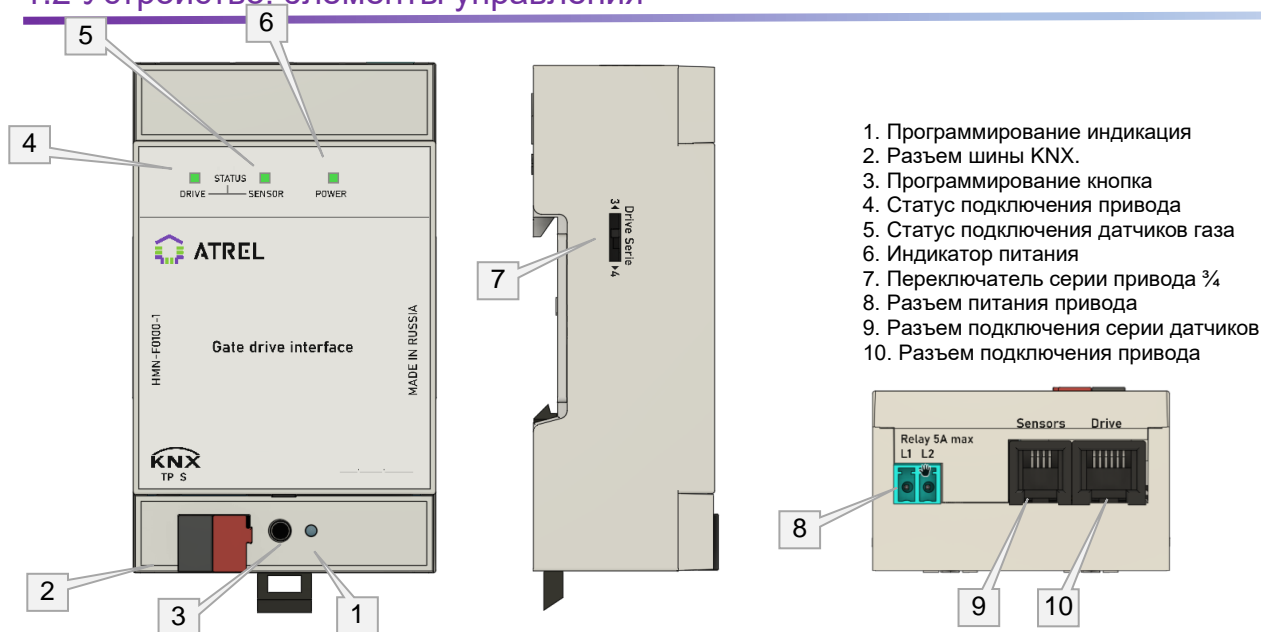 1.2 Устройство: элементы управления
5
6
4
STATUS
DRIVE
SENSOR
POWER
ATREL
HMN-F0100-1
Gate drive interface
MADE IN RUSSIA
KNX
TP S
2
3
1
7
3
Drive Serie
4
1. Программирование индикация
2. Разъем шины KNX.
3. Программирование кнопка
4. Статус подключения привода
5. Статус подключения датчиков газа
6. Индикатор питания
7. Переключатель серии привода ¾
8. Разъем питания привода
9. Разъем подключения серии датчиков
10. Разъем подключения привода
Sensors Drive
Relay 5A max
L1 L2
8
9
10